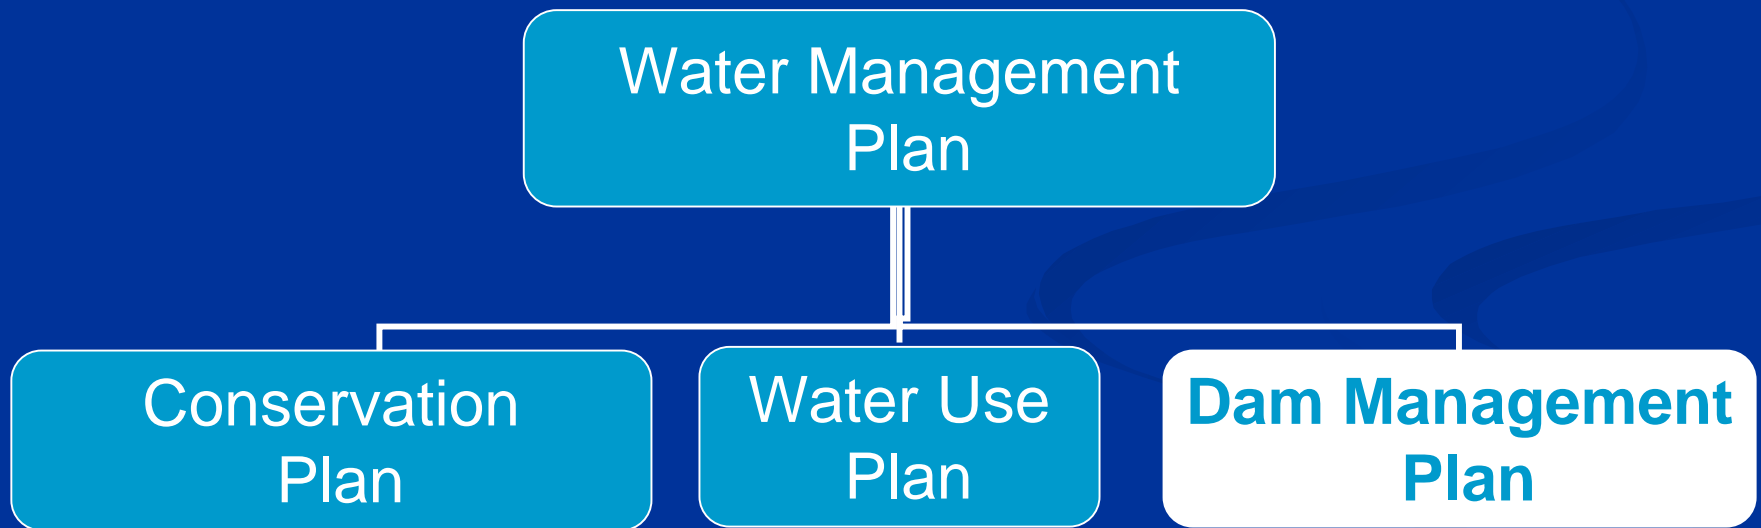 Water Management
Plan
Conservation
Plan
Water Use
Plan
Dam Management
Plan